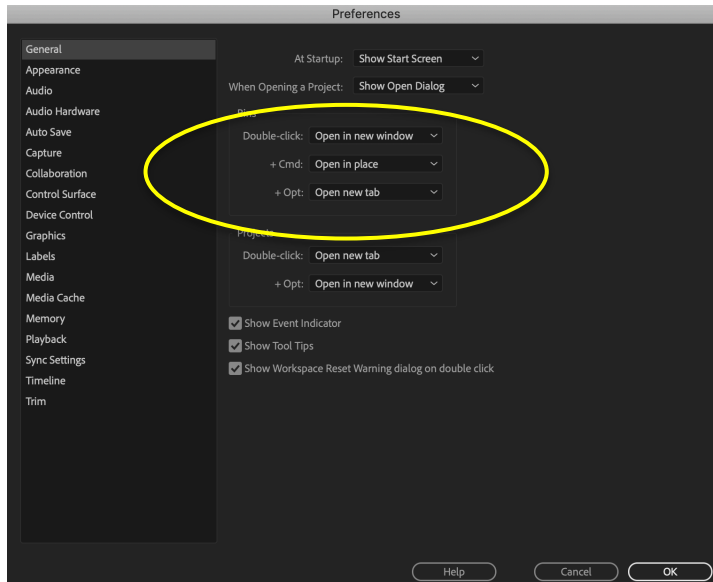 Preferences
General
Appearance
Audio
Audio Hardware
Auto Save
Capture
Collaboration
Control Surface
Device Control
Graphics
Labels
Media
Media Cache
Memory
Playback
Sync Settings
Timeline
Trim
At Startup: Show Start Screen
When Opening a Project: Show Open Dialog
Bins
Double-click: Open in new window
+ Cmd: Open in place
+ Opt: Open new tab
Projects
Double-click: Open new tab
+ Opt: Open in new window
Show Event Indicator
Show Tool Tips
Show Workspace Reset Warning dialog on double click
Help Cancel OK